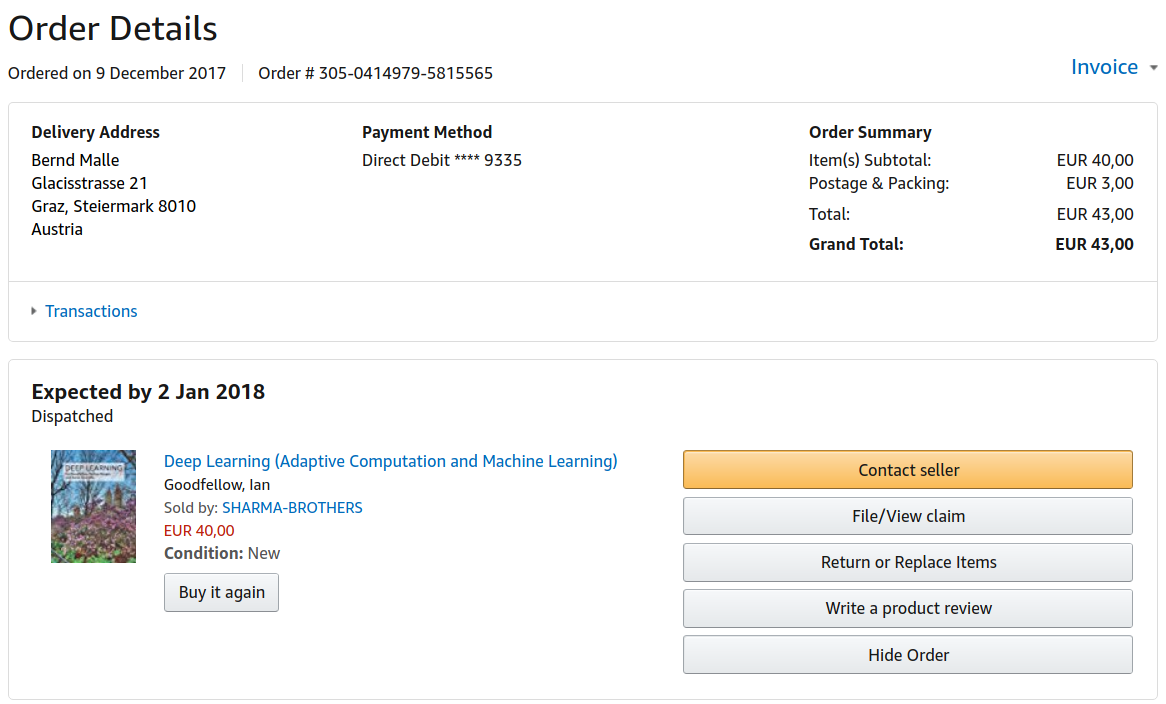 Order Details
Ordered on 9 December 2017 Order # 305-0414979-5815565
Invoice
Delivery Address
Bernd Malle
Glacisstrasse 21
Graz, Steiermark 8010
Austria
Payment Method
Direct Debit **** 9335
Order Summary
Item(s) Subtotal: EUR 40,00
Postage & Packing: EUR 3,00
Total: EUR 43,00
Grand Total: EUR 43,00
Transactions
Expected by 2 Jan 2018
Dispatched
DEEP LEARNING
Deep Learning (Adaptive Computation and Machine Learning)
Goodfellow, Ian
Sold by: SHARMA-BROTHERS
EUR 40,00
Condition: New
Buy it again
Contact seller
File/View claim
Return or Replace Items
Write a product review
Hide Order